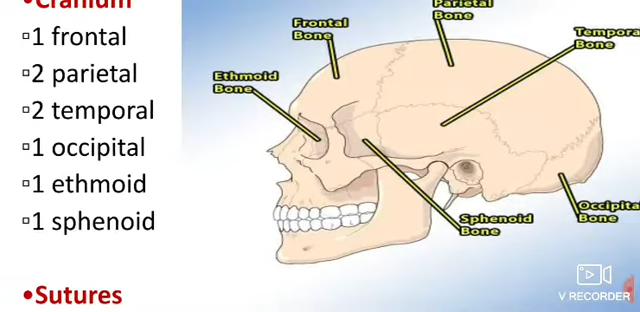 •Cranium
▫1 frontal
▫2 parietal
▫2 temporal
▫1 occipital
▫1 ethmoid
▫1 sphenoid
•Sutures
Frontal
Bone
Parietal
Bone
Tempora
Bone
Ethmoid
Bone
Sphenoid
Bone
Occipita
Bone
V RECORDER